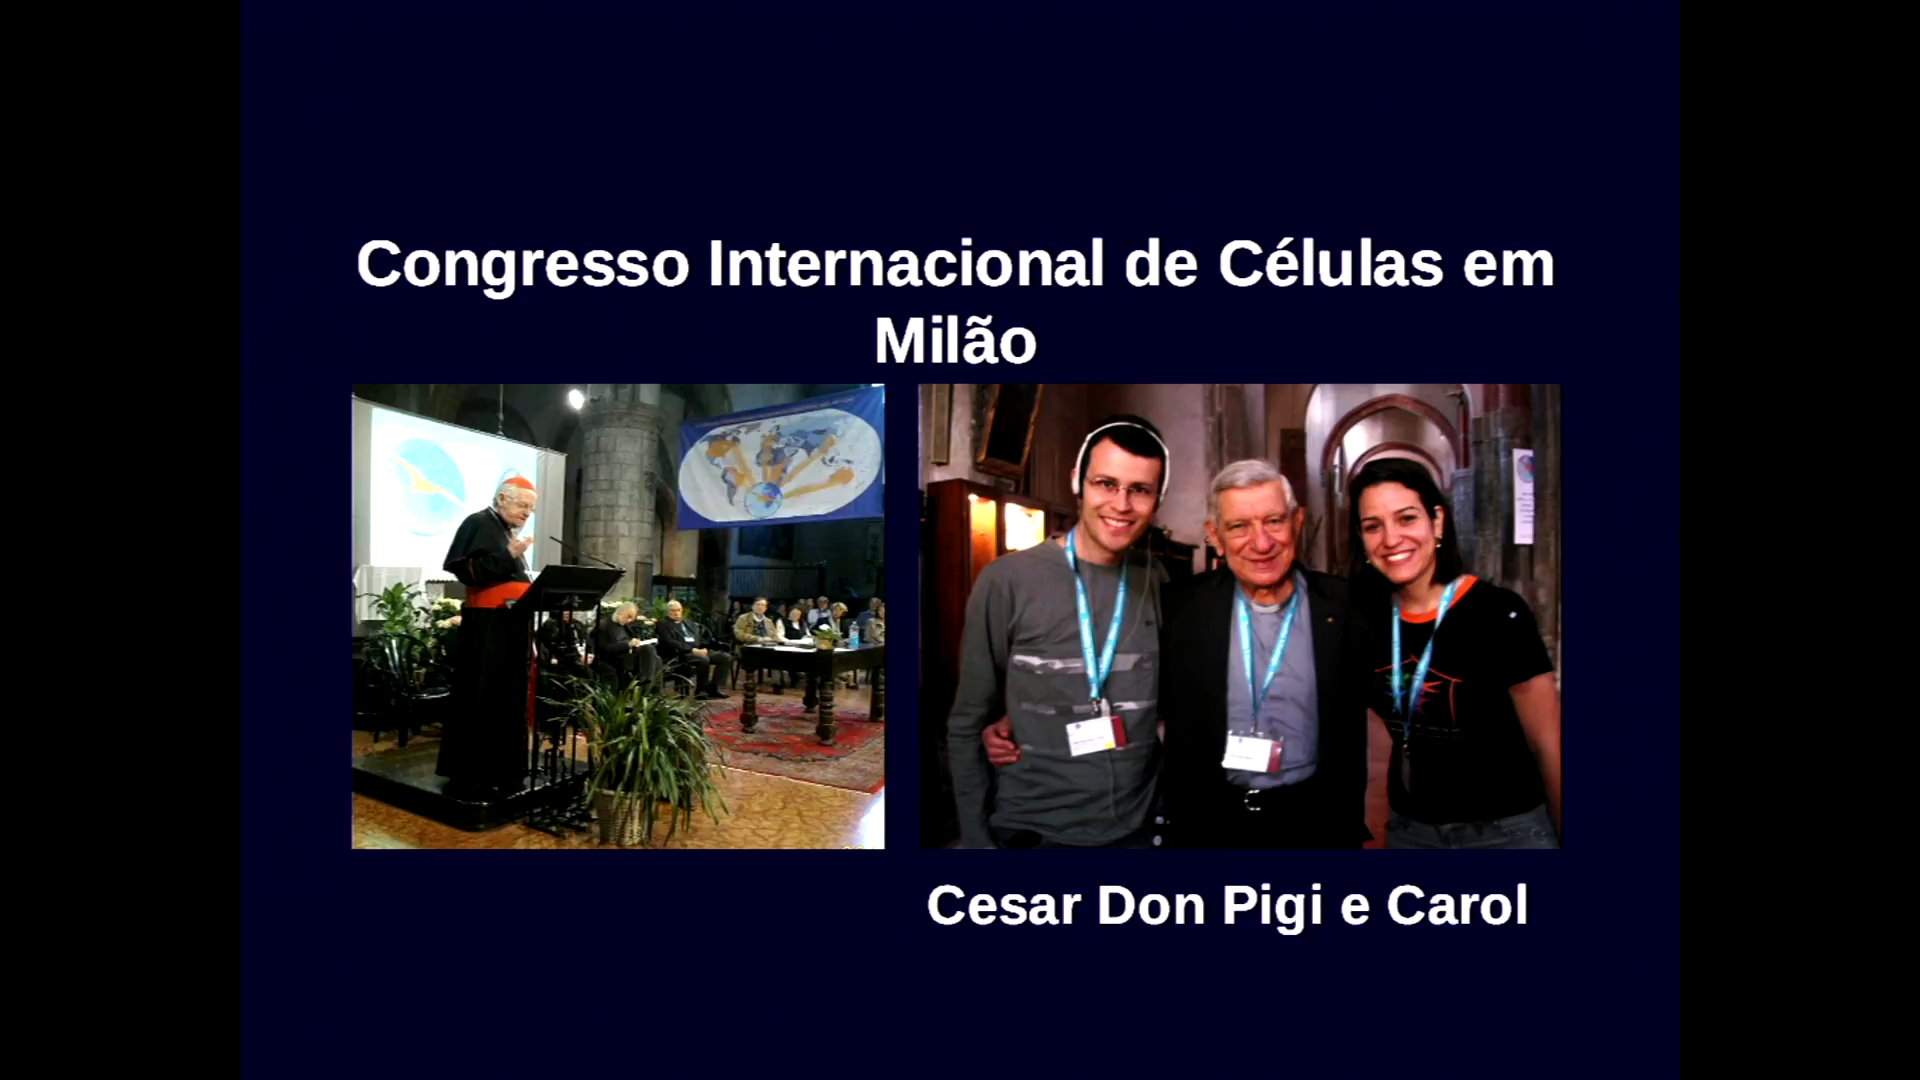 Congresso Internacional de Células em
Milão
Cesar Don Pigi e Carol